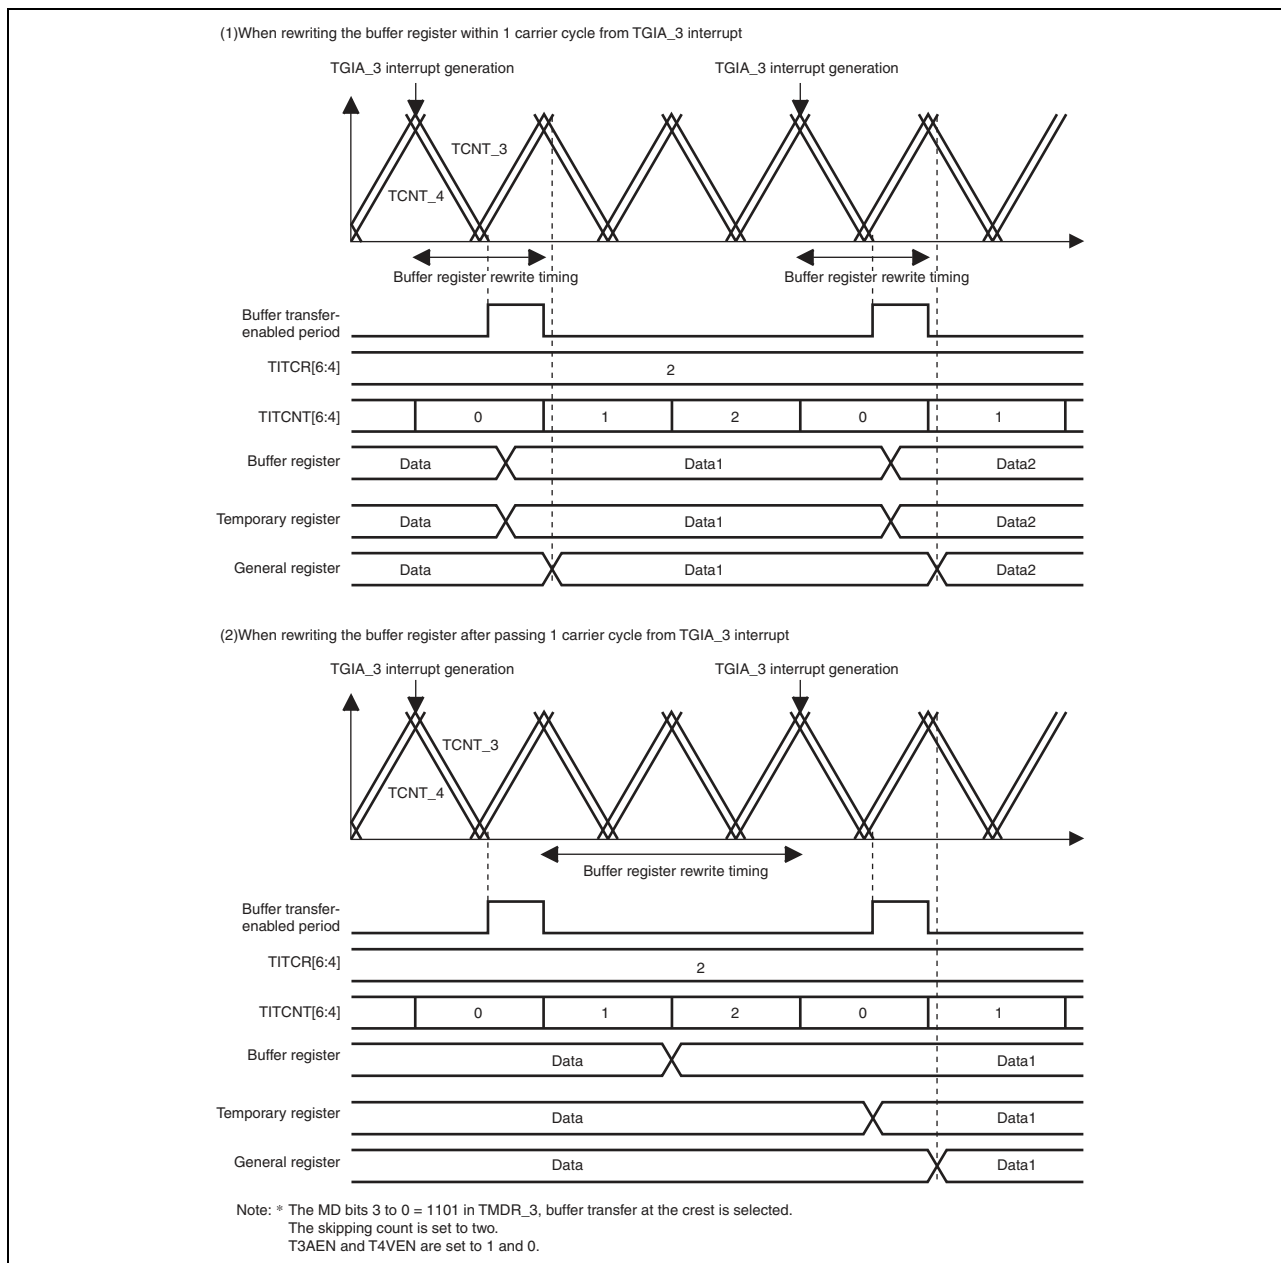 (1)When rewriting the buffer register within 1 carrier cycle from TGIA_3 interrupt
TGIA_3 interrupt generation TGIA_3 interrupt generation
TCNT_3
TCNT_4
Buffer register rewrite timing Buffer register rewrite timing
Buffer transfer-
enabled period
TITCR[6:4] 2
TITCNT[6:4] 0 1 2 0 1
Buffer register Data Data1 Data2
Temporary register Data Data1 Data2
General register Data Data1 Data2
(2)When rewriting the buffer register after passing 1 carrier cycle from TGIA_3 interrupt
TGIA_3 interrupt generation TGIA_3 interrupt generation
TCNT_3
TCNT_4
Buffer register rewrite timing
Buffer transfer-
enabled period
TITCR[6:4] 2
TITCNT[6:4] 0 1 2 0 1
Buffer register Data Data1
Temporary register Data Data1
General register Data Data1
Note: * The MD bits 3 to 0 = 1101 in TMDR_3, buffer transfer at the crest is selected.
The skipping count is set to two.
T3AEN and T4VEN are set to 1 and 0.